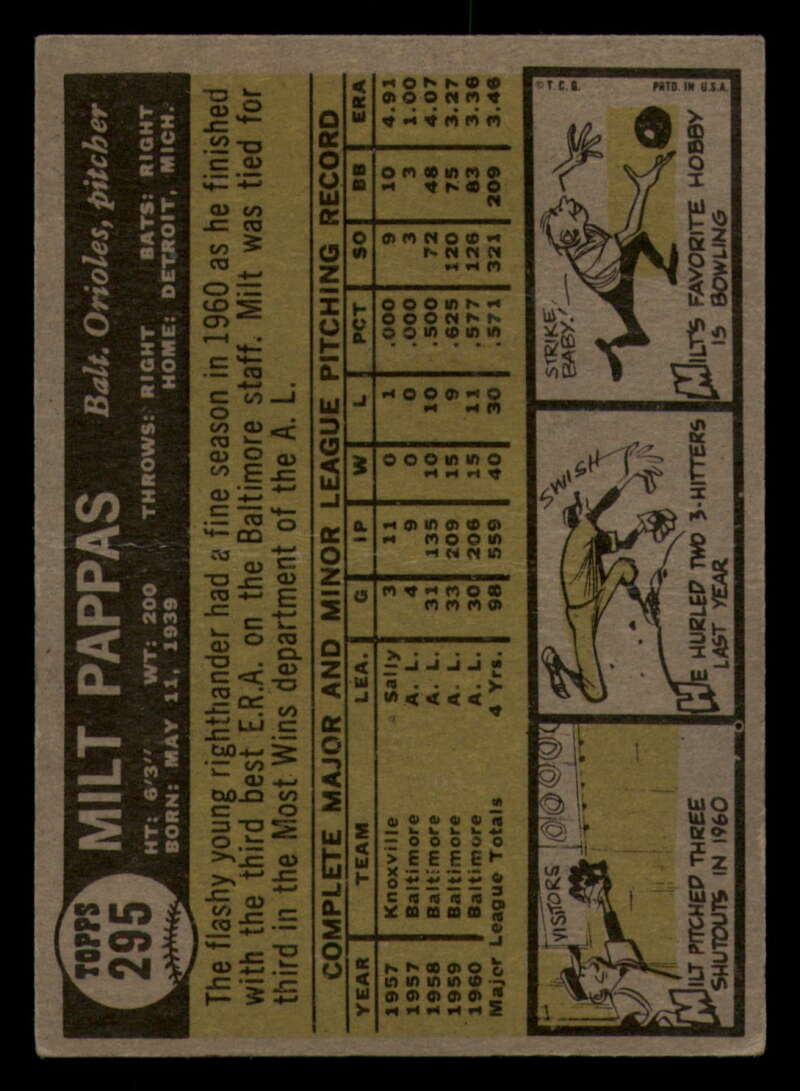 TOPPS
295
MILT PAPPAS Balt. Orioles, pitcher
HT: 6'3" WT: 200 THROWS: RIGHT BATS: RIGHT
BORN: MAY 11, 1939 HOME: DETROIT, MICH.
The flashy young righthander had a fine season in 1960 as he finished
with the third best E.R.A. on the Baltimore staff. Milt was tied for
third in the Most Wins department of the A. L.
COMPLETE MAJOR AND MINOR LEAGUE PITCHING RECORD
YEAR TEAM LEA. G IP W L PCT SO BB ERA
1957 Knoxville Sally 3 11 0 1 .000 9 10 4.91
1957 Baltimore A. L. 4 9 0 0 .000 3 3 1.00
1958 Baltimore A. L. 31 135 10 10 .500 72 48 4.07
1959 Baltimore A. L. 33 209 15 9 .625 120 75 3.27
1960 Baltimore A. L. 30 206 15 11 .577 126 83 3.36
Major League Totals 4 Yrs. 98 559 40 30 .571 321 209 3.46
VISITORS 0000
MILT PITCHED THREE
SHUTOUTS IN 1960
SWISH
HE HURLED TWO 3-HITTERS
LAST YEAR
© T.C.G. PRTD. IN U.S.A.
STRIKE,
BABY!
MILT'S FAVORITE HOBBY
IS BOWLING